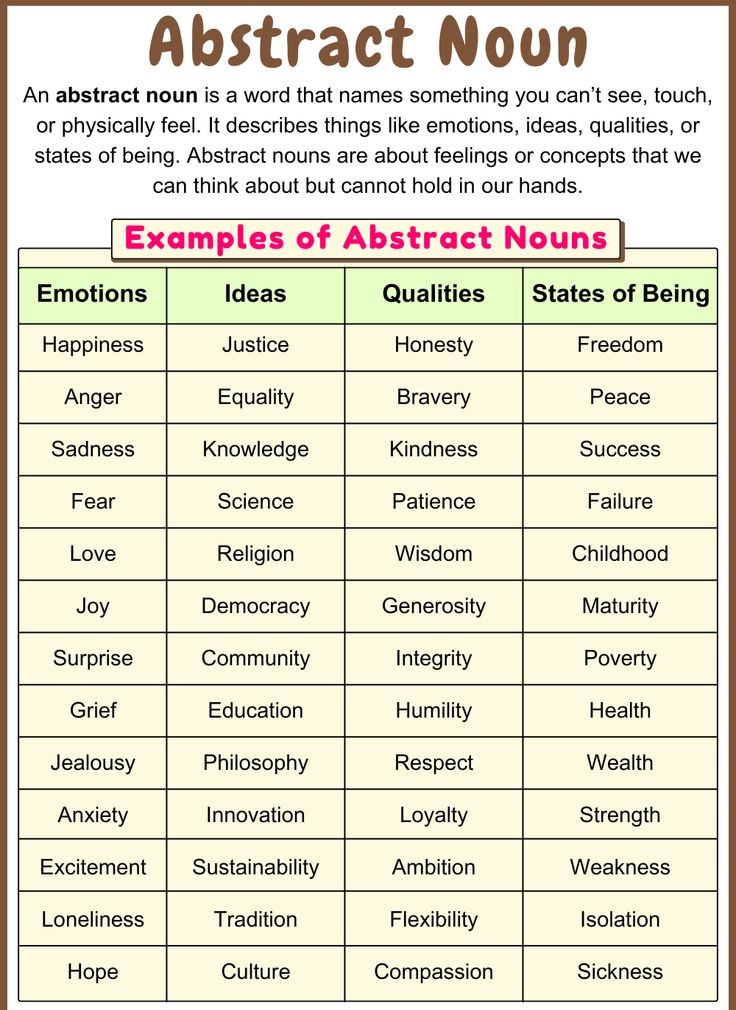 Abstract Noun
An abstract noun is a word that names something you can’t see, touch,
or physically feel. It describes things like emotions, ideas, qualities, or
states of being. Abstract nouns are about feelings or concepts that we
can think about but cannot hold in our hands.
Examples of Abstract Nouns
Emotions Ideas Qualities States of Being
Happiness Justice Honesty Freedom
Anger Equality Bravery Peace
Sadness Knowledge Kindness Success
Fear Science Patience Failure
Love Religion Wisdom Childhood
Joy Democracy Generosity Maturity
Surprise Community Integrity Poverty
Grief Education Humility Health
Jealousy Philosophy Respect Wealth
Anxiety Innovation Loyalty Strength
Excitement Sustainability Ambition Weakness
Loneliness Tradition Flexibility Isolation
Hope Culture Compassion Sickness